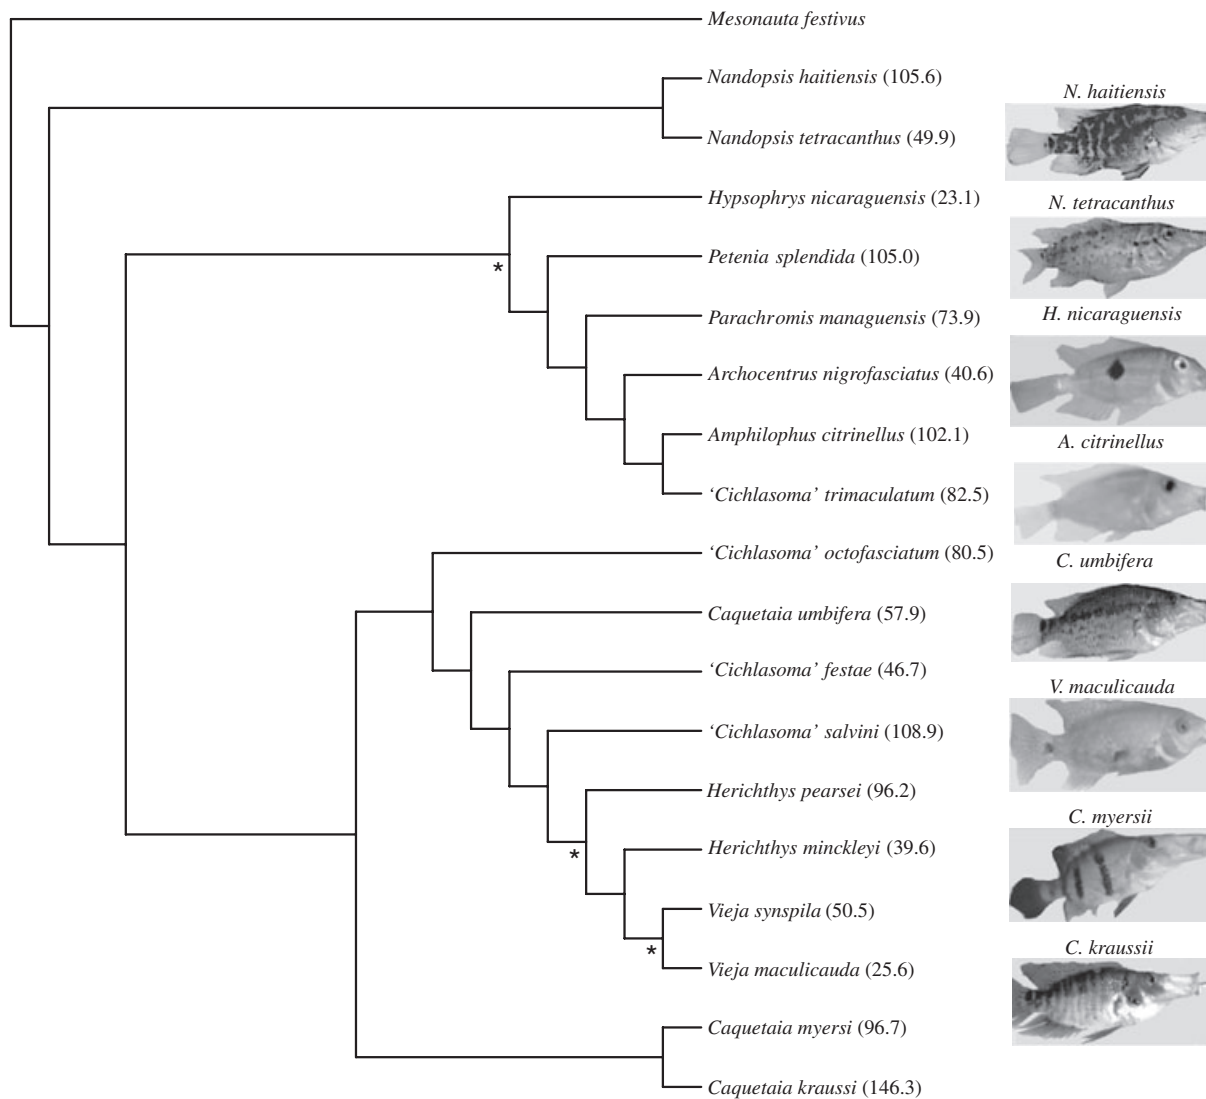 Mesonauta festivus
Nandopsis haitiensis (105.6)
Nandopsis tetracanthus (49.9)
Hypsophrys nicaraguensis (23.1)
Petenia splendida (105.0)
Parachromis managuensis (73.9)
Archocentrus nigrofasciatus (40.6)
Amphilophus citrinellus (102.1)
‘Cichlasoma’ trimaculatum (82.5)
‘Cichlasoma’ octofasciatum (80.5)
Caquetaia umbifera (57.9)
‘Cichlasoma’ festae (46.7)
‘Cichlasoma’ salvini (108.9)
Herichthys pearsei (96.2)
Herichthys minckleyi (39.6)
Vieja synspila (50.5)
Vieja maculicauda (25.6)
Caquetaia myersi (96.7)
Caquetaia kraussi (146.3)
*
*
*
N. haitiensis
N. tetracanthus
H. nicaraguensis
A. citrinellus
C. umbifera
V. maculicauda
C. myersii
C. kraussii